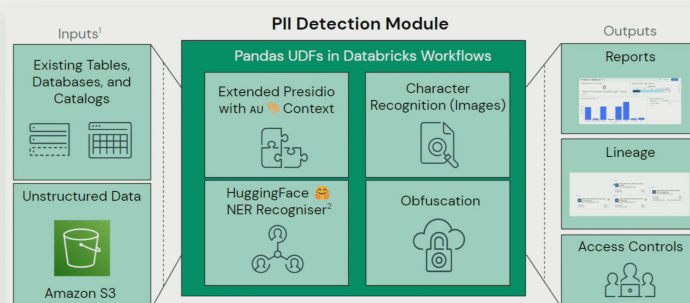 PII Detection Module
Inputs¹
Existing Tables,
Databases, and
Catalogs
Unstructured Data
Amazon S3
Pandas UDFs in Databricks Workflows
Extended Presidio
with AU 🦘 Context
Character
Recognition (Images)
HuggingFace 🤗
NER Recogniser²
Obfuscation
Outputs
Reports
0
Lineage
Access Controls